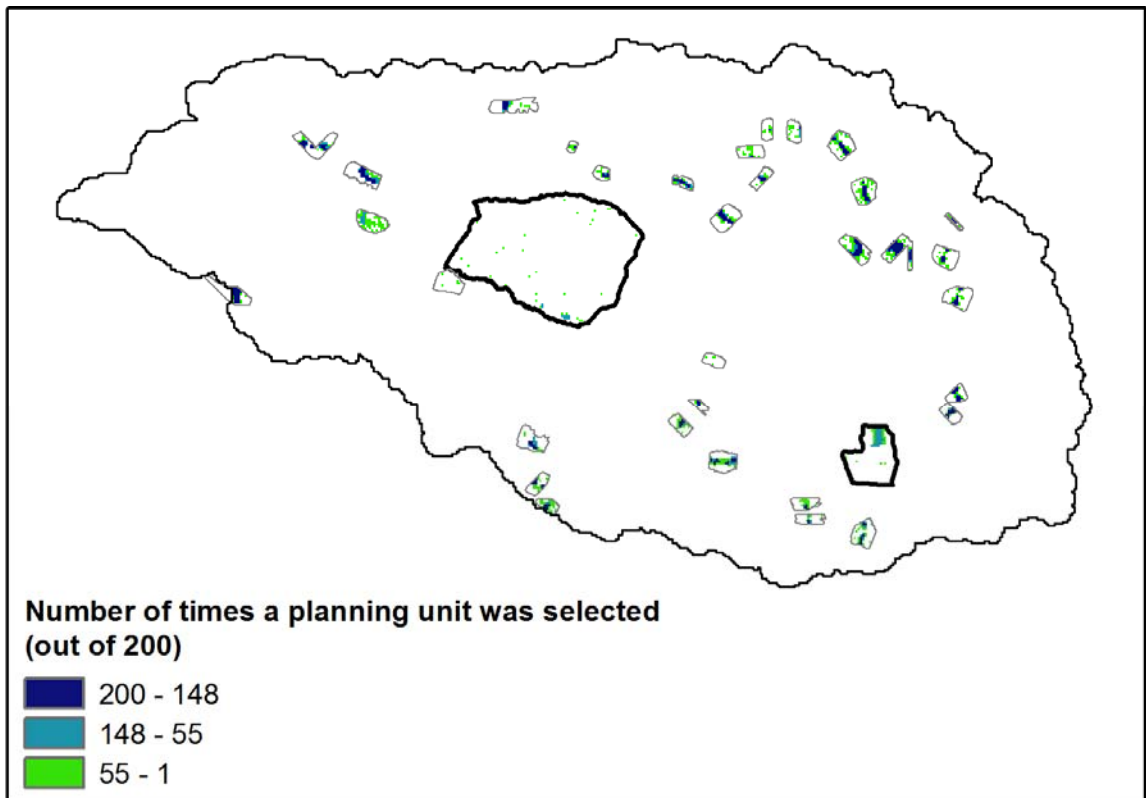 Number of times a planning unit was selected
(out of 200)
200 - 148
148 - 55
55 - 1